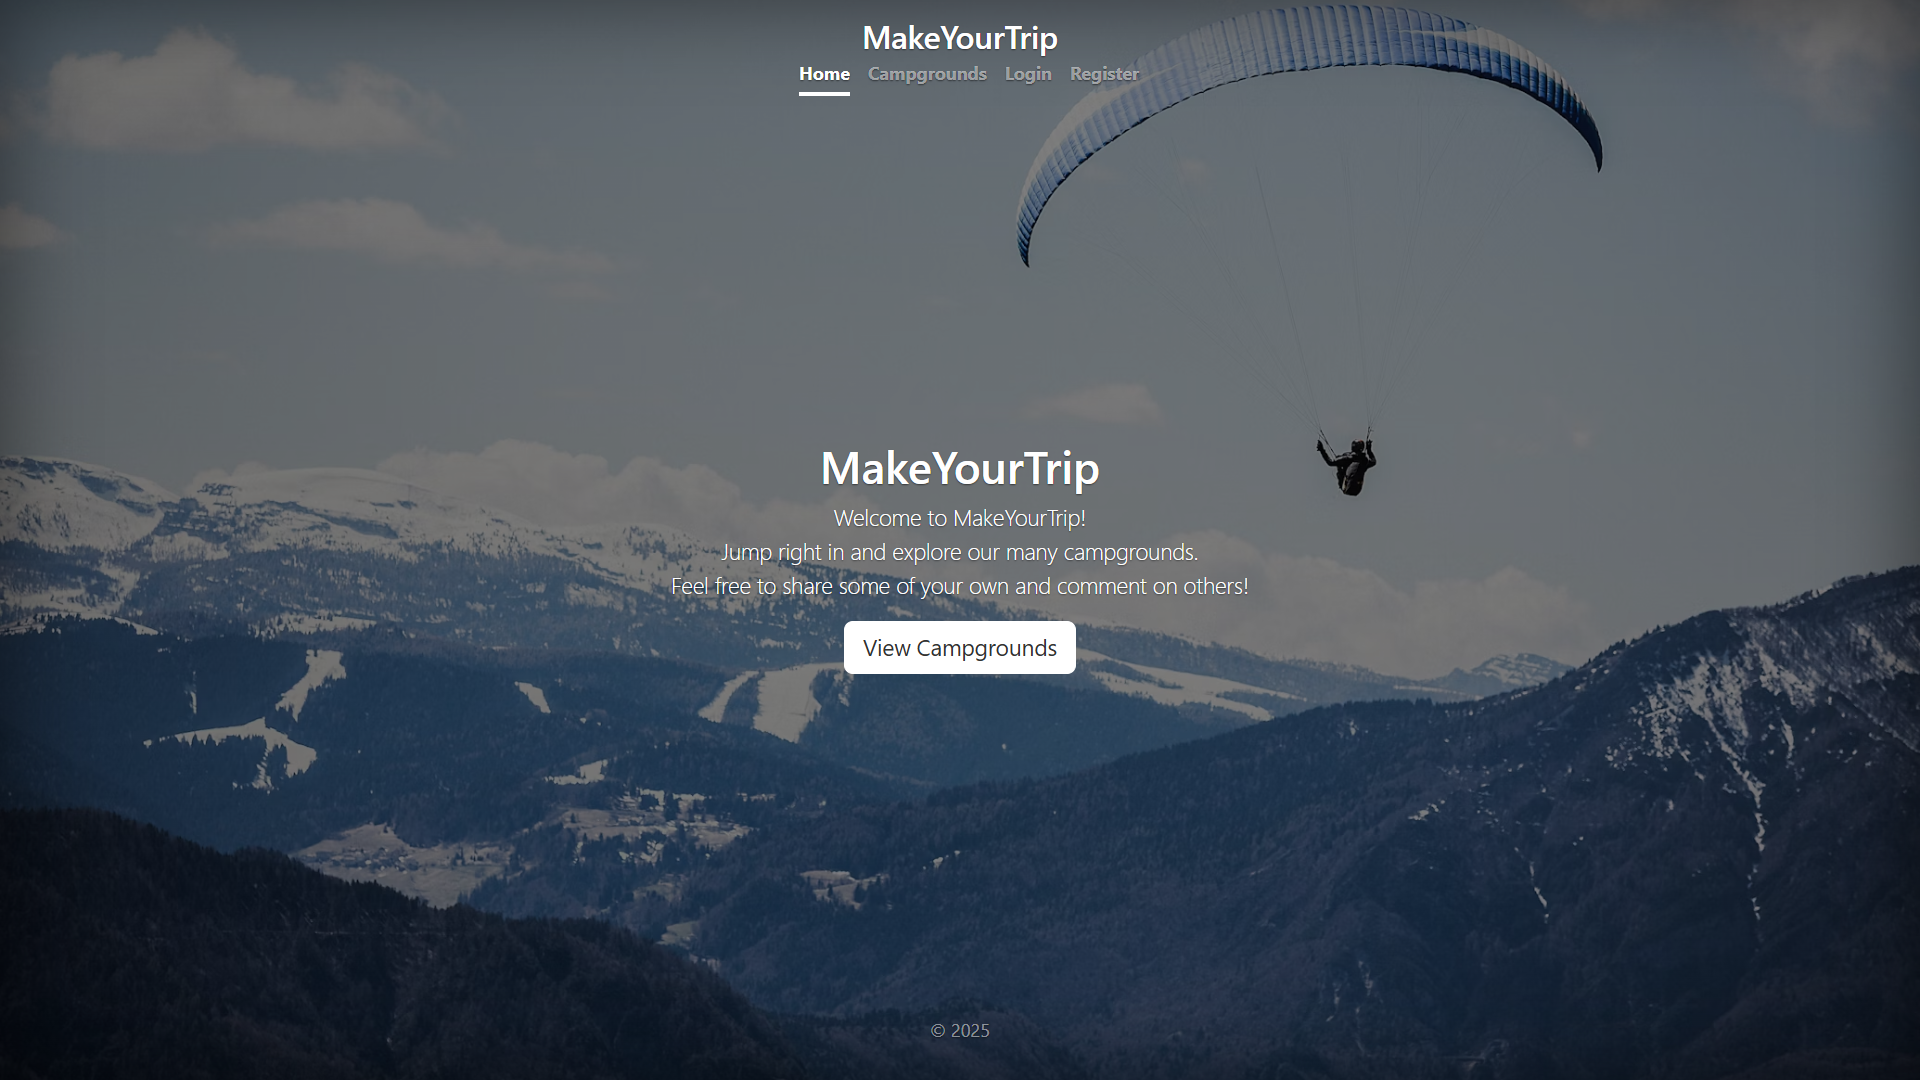 MakeYourTrip
Home Campgrounds Login Register
MakeYourTrip
Welcome to MakeYourTrip!
Jump right in and explore our many campgrounds.
Feel free to share some of your own and comment on others!
View Campgrounds
© 2025